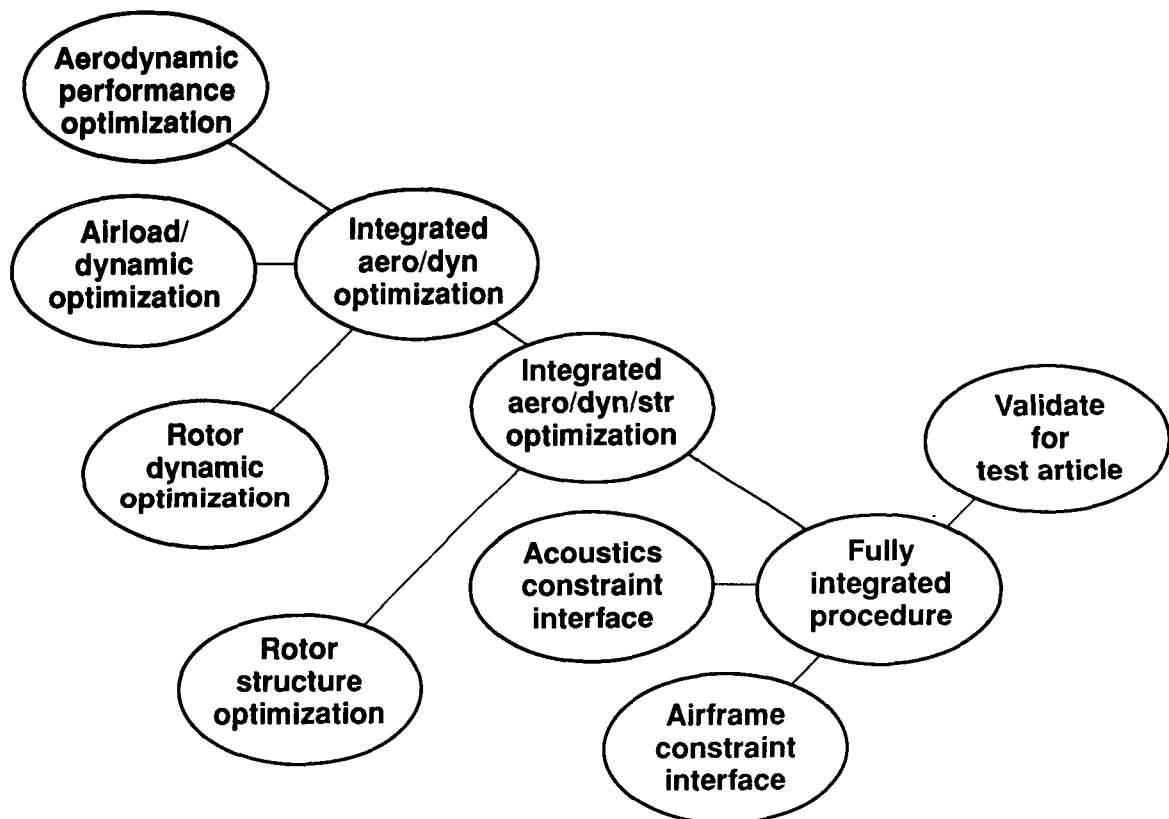 Aerodynamic
performance
optimization
Airload/
dynamic
optimization
Integrated
aero/dyn
optimization
Rotor
dynamic
optimization
Integrated
aero/dyn/str
optimization
Validate
for
test article
Acoustics
constraint
interface
Fully
integrated
procedure
Rotor
structure
optimization
Airframe
constraint
interface